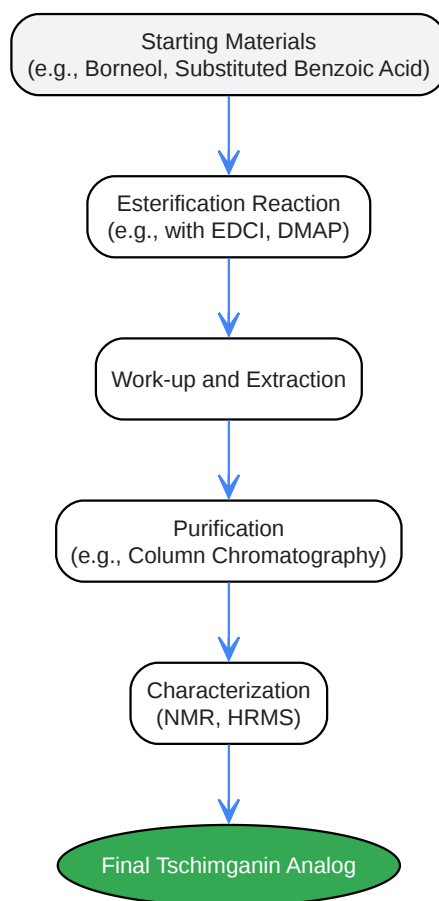 Starting Materials
(e.g., Borneol, Substituted Benzoic Acid)
Esterification Reaction
(e.g., with EDCI, DMAP)
Work-up and Extraction
Purification
(e.g., Column Chromatography)
Characterization
(NMR, HRMS)
Final Tschimganin Analog